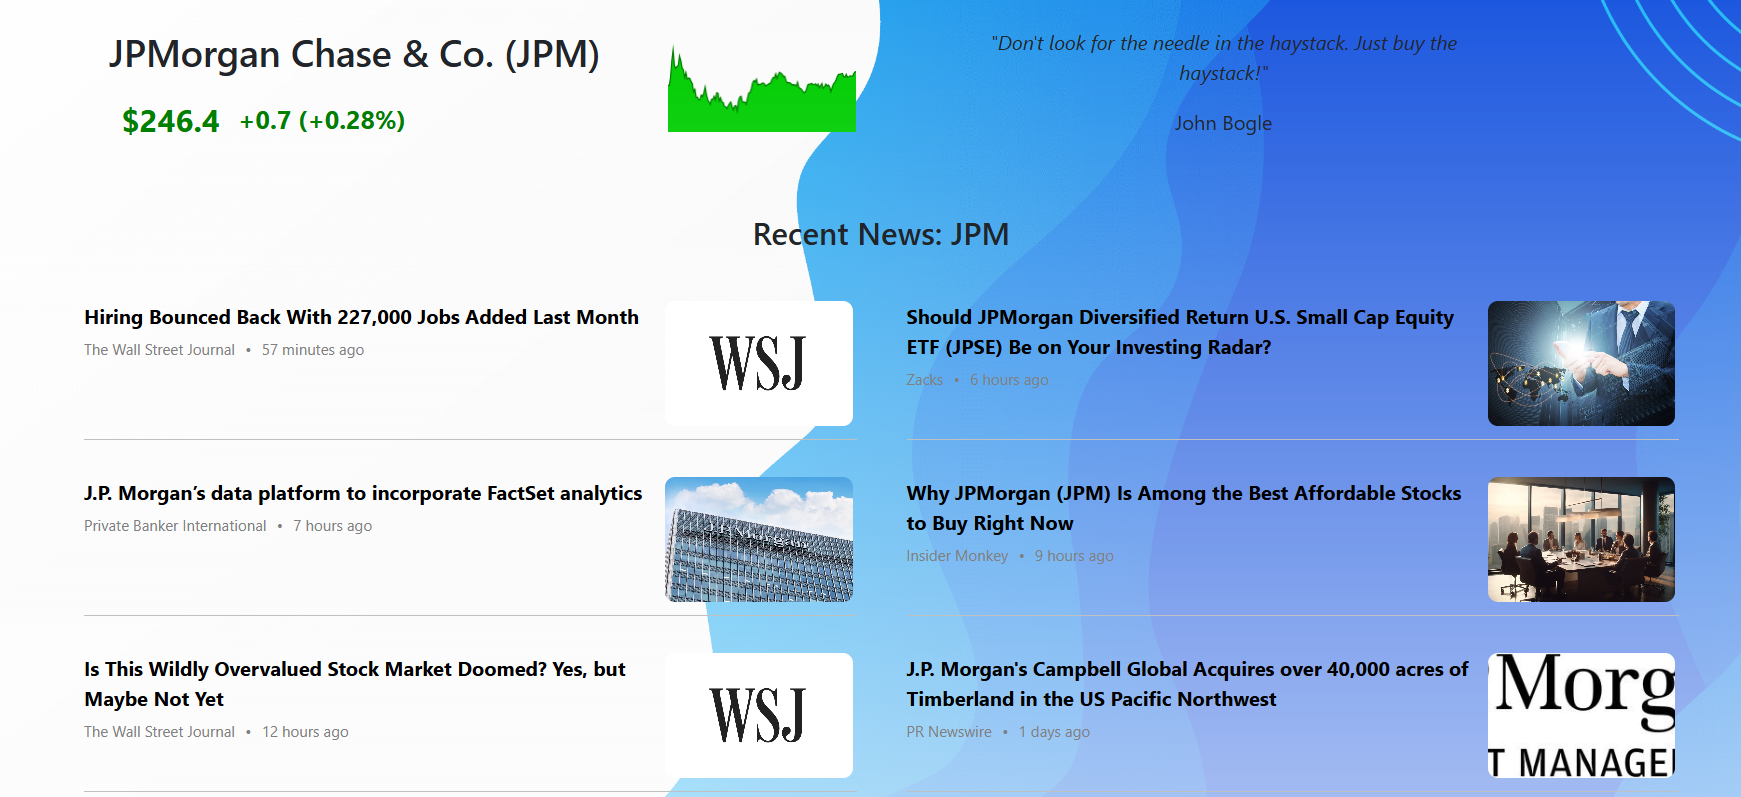 JPMorgan Chase & Co. (JPM)
$246.4 +0.7 (+0.28%)
"Don't look for the needle in the haystack. Just buy the
haystack!"
John Bogle
Recent News: JPM
Hiring Bounced Back With 227,000 Jobs Added Last Month
The Wall Street Journal • 57 minutes ago
WSJ
Should JPMorgan Diversified Return U.S. Small Cap Equity
ETF (JPSE) Be on Your Investing Radar?
Zacks • 6 hours ago
J.P. Morgan’s data platform to incorporate FactSet analytics
Private Banker International • 7 hours ago
J.P.Morgan
Why JPMorgan (JPM) Is Among the Best Affordable Stocks
to Buy Right Now
Insider Monkey • 9 hours ago
Is This Wildly Overvalued Stock Market Doomed? Yes, but
Maybe Not Yet
The Wall Street Journal • 12 hours ago
WSJ
J.P. Morgan's Campbell Global Acquires over 40,000 acres of
Timberland in the US Pacific Northwest
PR Newswire • 1 days ago
Morg
T MANAGE